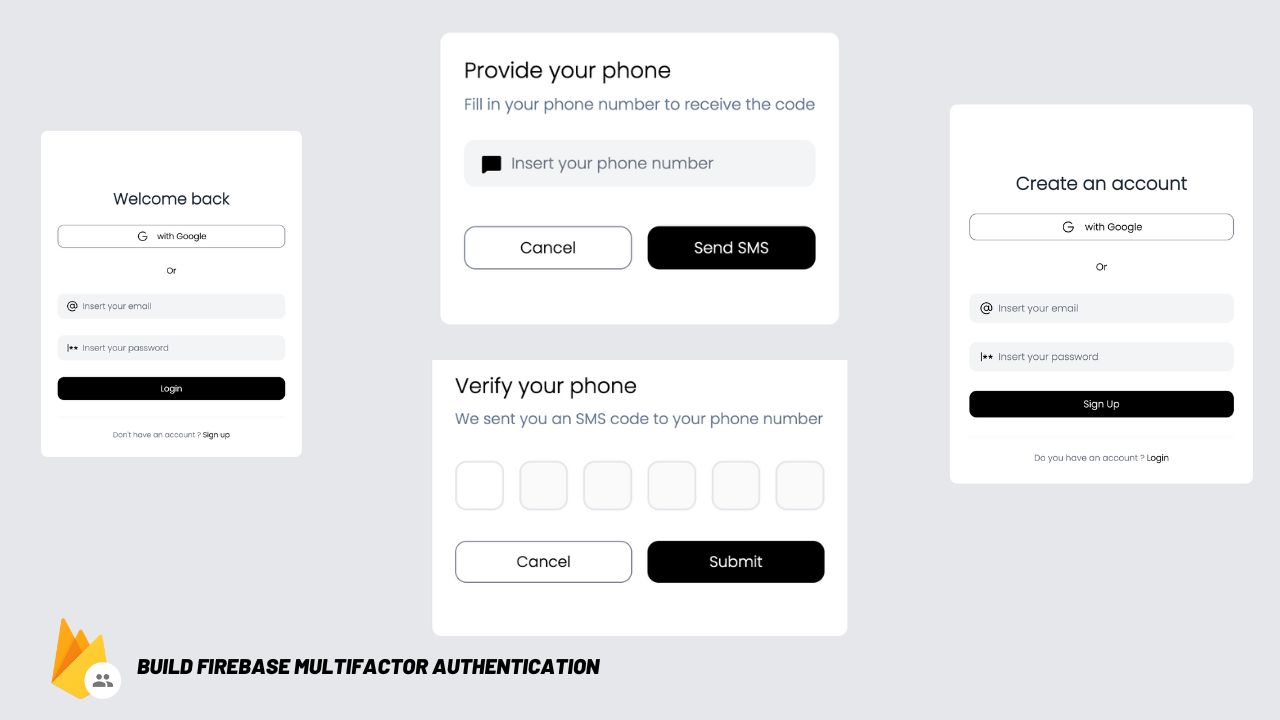 Welcome back
with Google
Or
@ Insert your email
|** Insert your password
Login
Don't have an account ? Sign up
Provide your phone
Fill in your phone number to receive the code
Insert your phone number
Cancel
Send SMS
Verify your phone
We sent you an SMS code to your phone number
Cancel
Submit
Create an account
with Google
Or
@ Insert your email
|** Insert your password
Sign Up
Do you have an account ? Login
BUILD FIREBASE MULTIFACTOR AUTHENTICATION